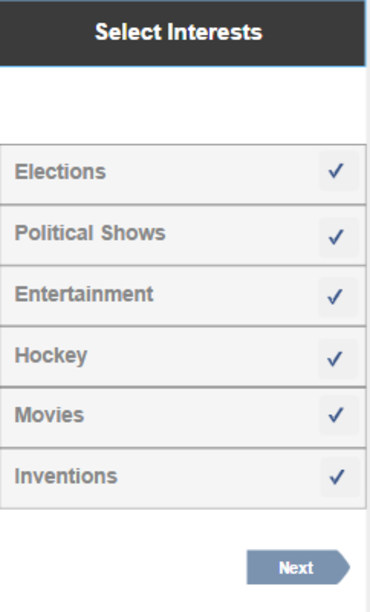 Select Interests
Elections
Political Shows
Entertainment
Hockey
Movies
Inventions
Next